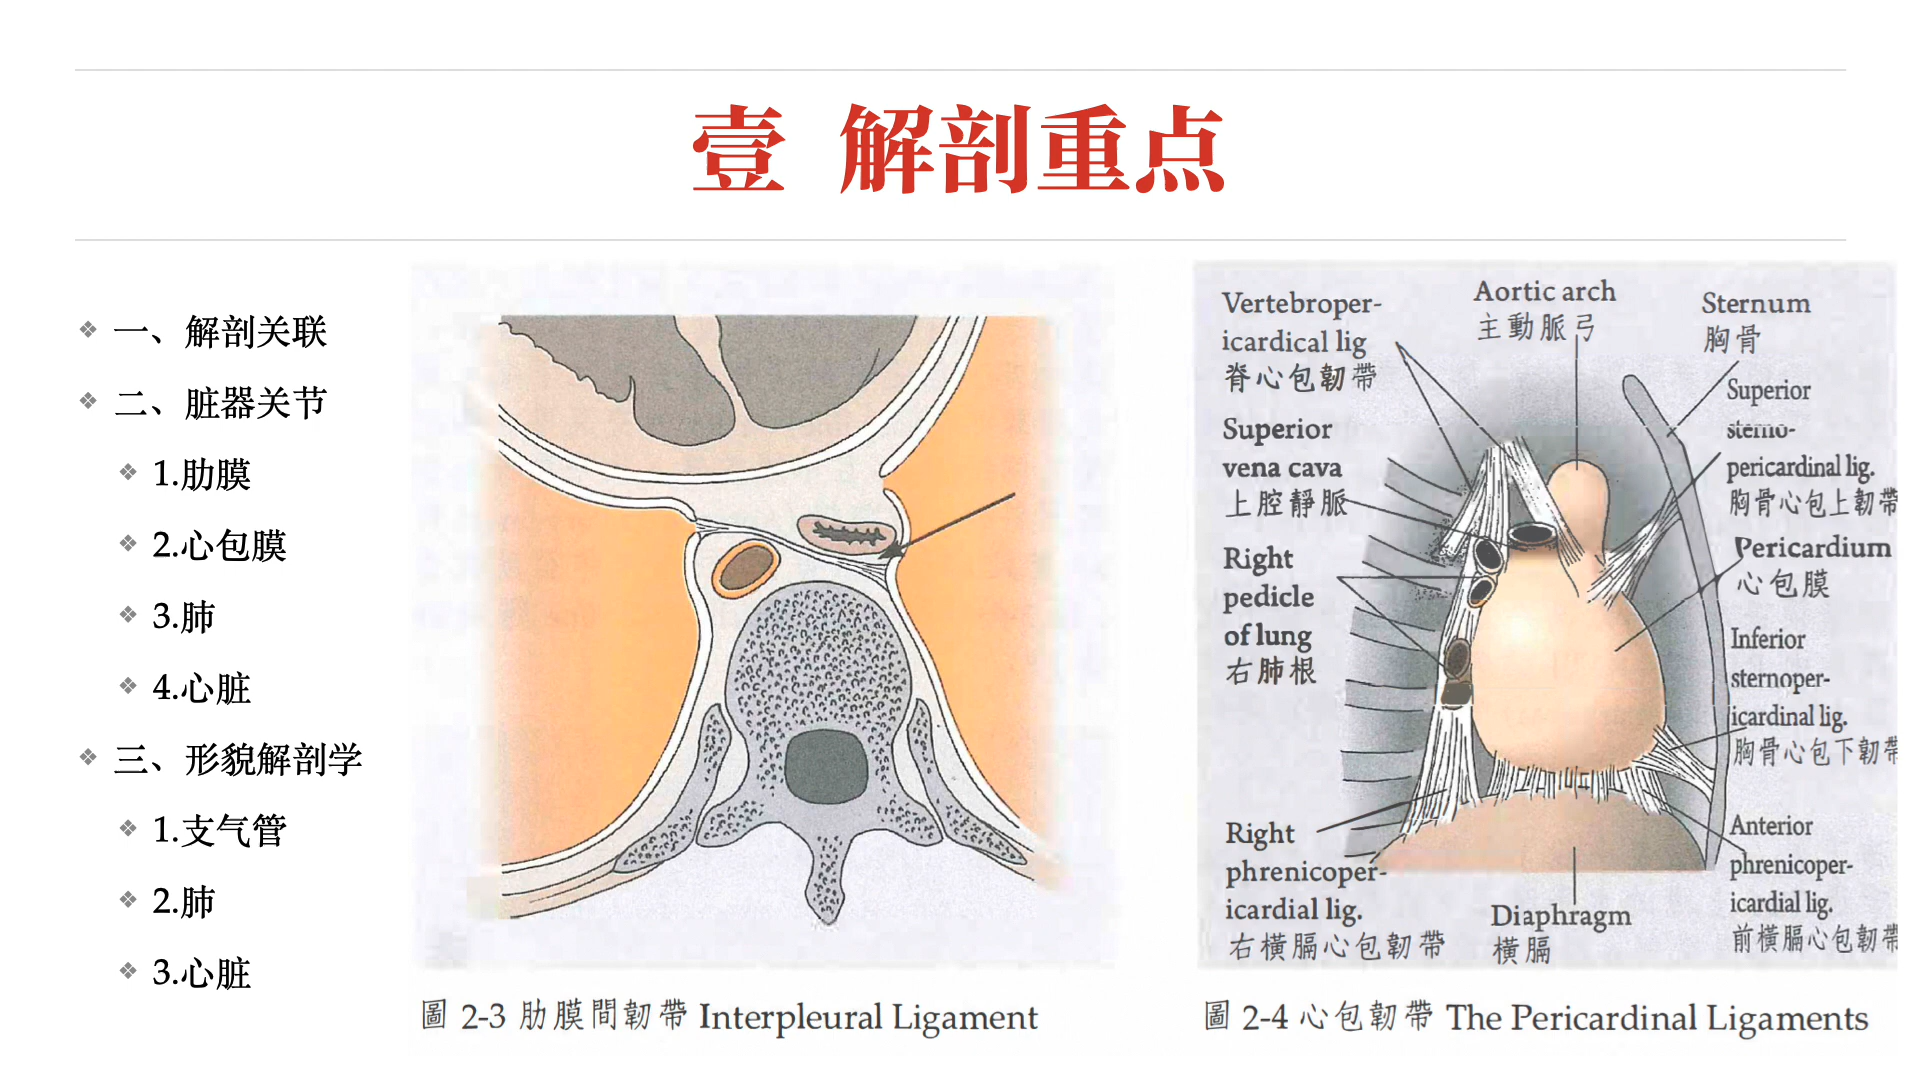 壹 解剖重点
一、解剖关联
二、脏器关节
1.肋膜
2.心包膜
3.肺
4.心脏
三、形貌解剖学
1.支气管
2.肺
3.心脏
圖 2-3 肋膜間韌帶 Interpleural Ligament
Vertebroper-
icardical lig
脊心包韌帶
Superior
vena cava
上腔靜脈
Right
pedicle
of lung
右肺根
Right
phrenicoper-
icardial lig.
右橫膈心包韌帶
Aortic arch
主動脈弓
Diaphragm
橫膈
Sternum
胸骨
Superior
sterno-
pericardinal lig.
胸骨心包上韌帶
Pericardium
心包膜
Inferior
sternoper-
icardinal lig.
胸骨心包下韌帶
Anterior
phrenicoper-
icardial lig.
前橫膈心包韌帶
圖 2-4 心包韌帶 The Pericardinal Ligaments